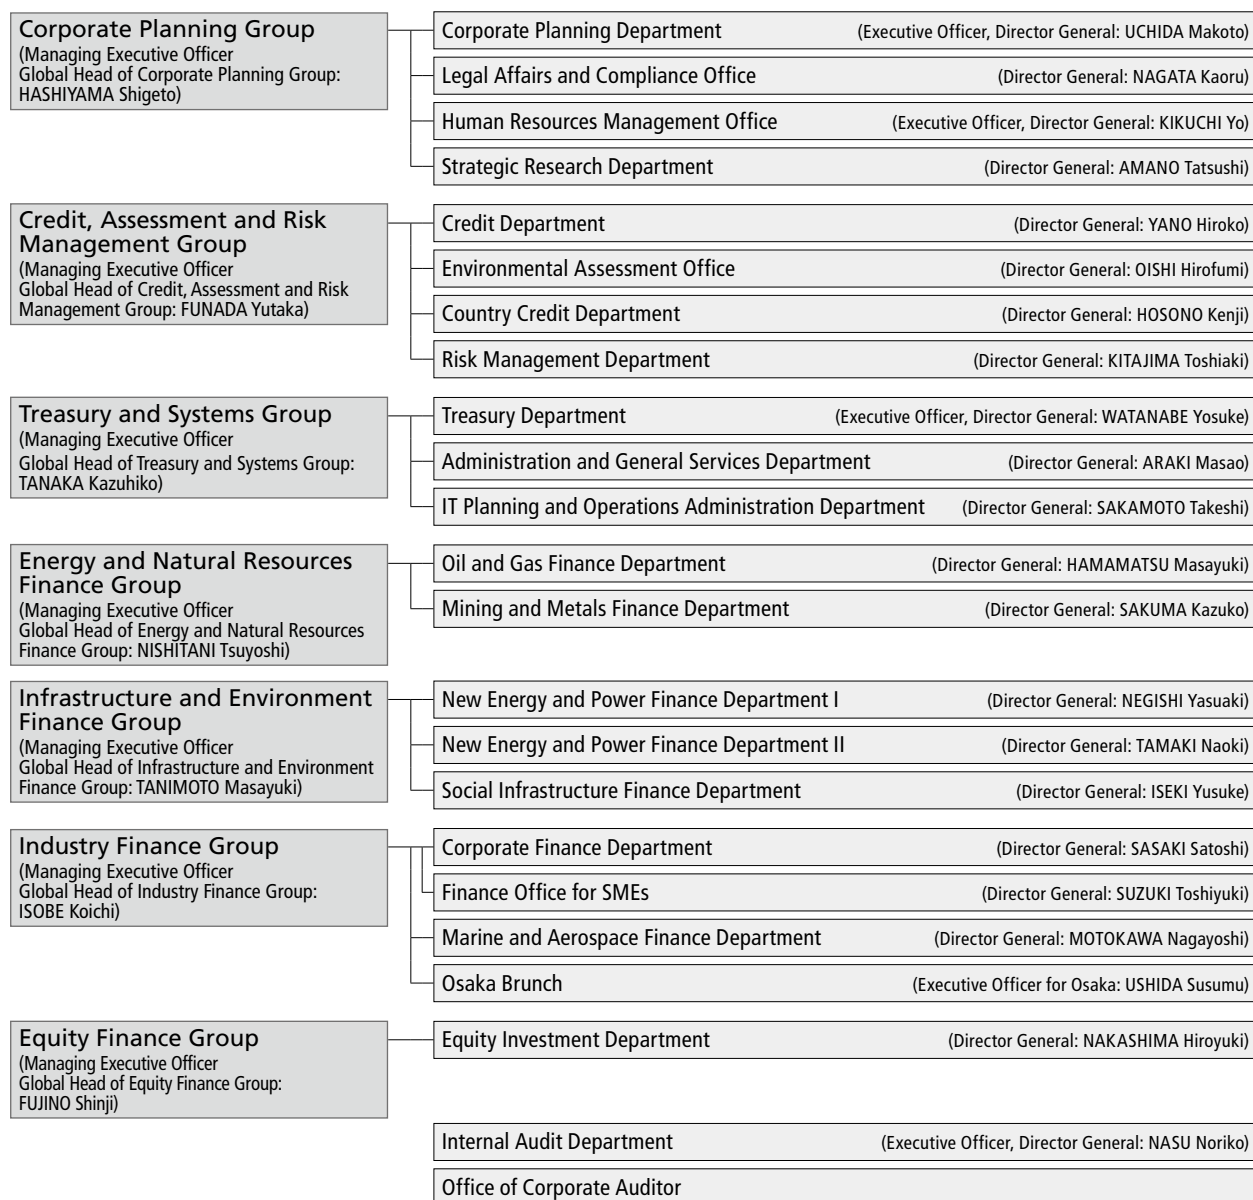 Corporate Planning Group
(Managing Executive Officer
Global Head of Corporate Planning Group:
HASHIYAMA Shigeto)
Corporate Planning Department (Executive Officer, Director General: UCHIDA Makoto)
Legal Affairs and Compliance Office (Director General: NAGATA Kaoru)
Human Resources Management Office (Executive Officer, Director General: KIKUCHI Yo)
Strategic Research Department (Director General: AMANO Tatsushi)
Credit, Assessment and Risk
Management Group
(Managing Executive Officer
Global Head of Credit, Assessment and Risk
Management Group: FUNADA Yutaka)
Credit Department (Director General: YANO Hiroko)
Environmental Assessment Office (Director General: OISHI Hirofumi)
Country Credit Department (Director General: HOSONO Kenji)
Risk Management Department (Director General: KITAJIMA Toshiaki)
Treasury and Systems Group
(Managing Executive Officer
Global Head of Treasury and Systems Group:
TANAKA Kazuhiko)
Treasury Department (Executive Officer, Director General: WATANABE Yosuke)
Administration and General Services Department (Director General: ARAKI Masao)
IT Planning and Operations Administration Department (Director General: SAKAMOTO Takeshi)
Energy and Natural Resources
Finance Group
(Managing Executive Officer
Global Head of Energy and Natural Resources
Finance Group: NISHITANI Tsuyoshi)
Oil and Gas Finance Department (Director General: HAMAMATSU Masayuki)
Mining and Metals Finance Department (Director General: SAKUMA Kazuko)
Infrastructure and Environment
Finance Group
(Managing Executive Officer
Global Head of Infrastructure and Environment
Finance Group: TANIMOTO Masayuki)
New Energy and Power Finance Department I (Director General: NEGISHI Yasuaki)
New Energy and Power Finance Department II (Director General: TAMAKI Naoki)
Social Infrastructure Finance Department (Director General: ISEKI Yusuke)
Industry Finance Group
(Managing Executive Officer
Global Head of Industry Finance Group:
ISOBE Koichi)
Corporate Finance Department (Director General: SASAKI Satoshi)
Finance Office for SMEs (Director General: SUZUKI Toshiyuki)
Marine and Aerospace Finance Department (Director General: MOTOKAWA Nagayoshi)
Osaka Brunch (Executive Officer for Osaka: USHIDA Susumu)
Equity Finance Group
(Managing Executive Officer
Global Head of Equity Finance Group:
FUJINO Shinji)
Equity Investment Department (Director General: NAKASHIMA Hiroyuki)
Internal Audit Department (Executive Officer, Director General: NASU Noriko)
Office of Corporate Auditor